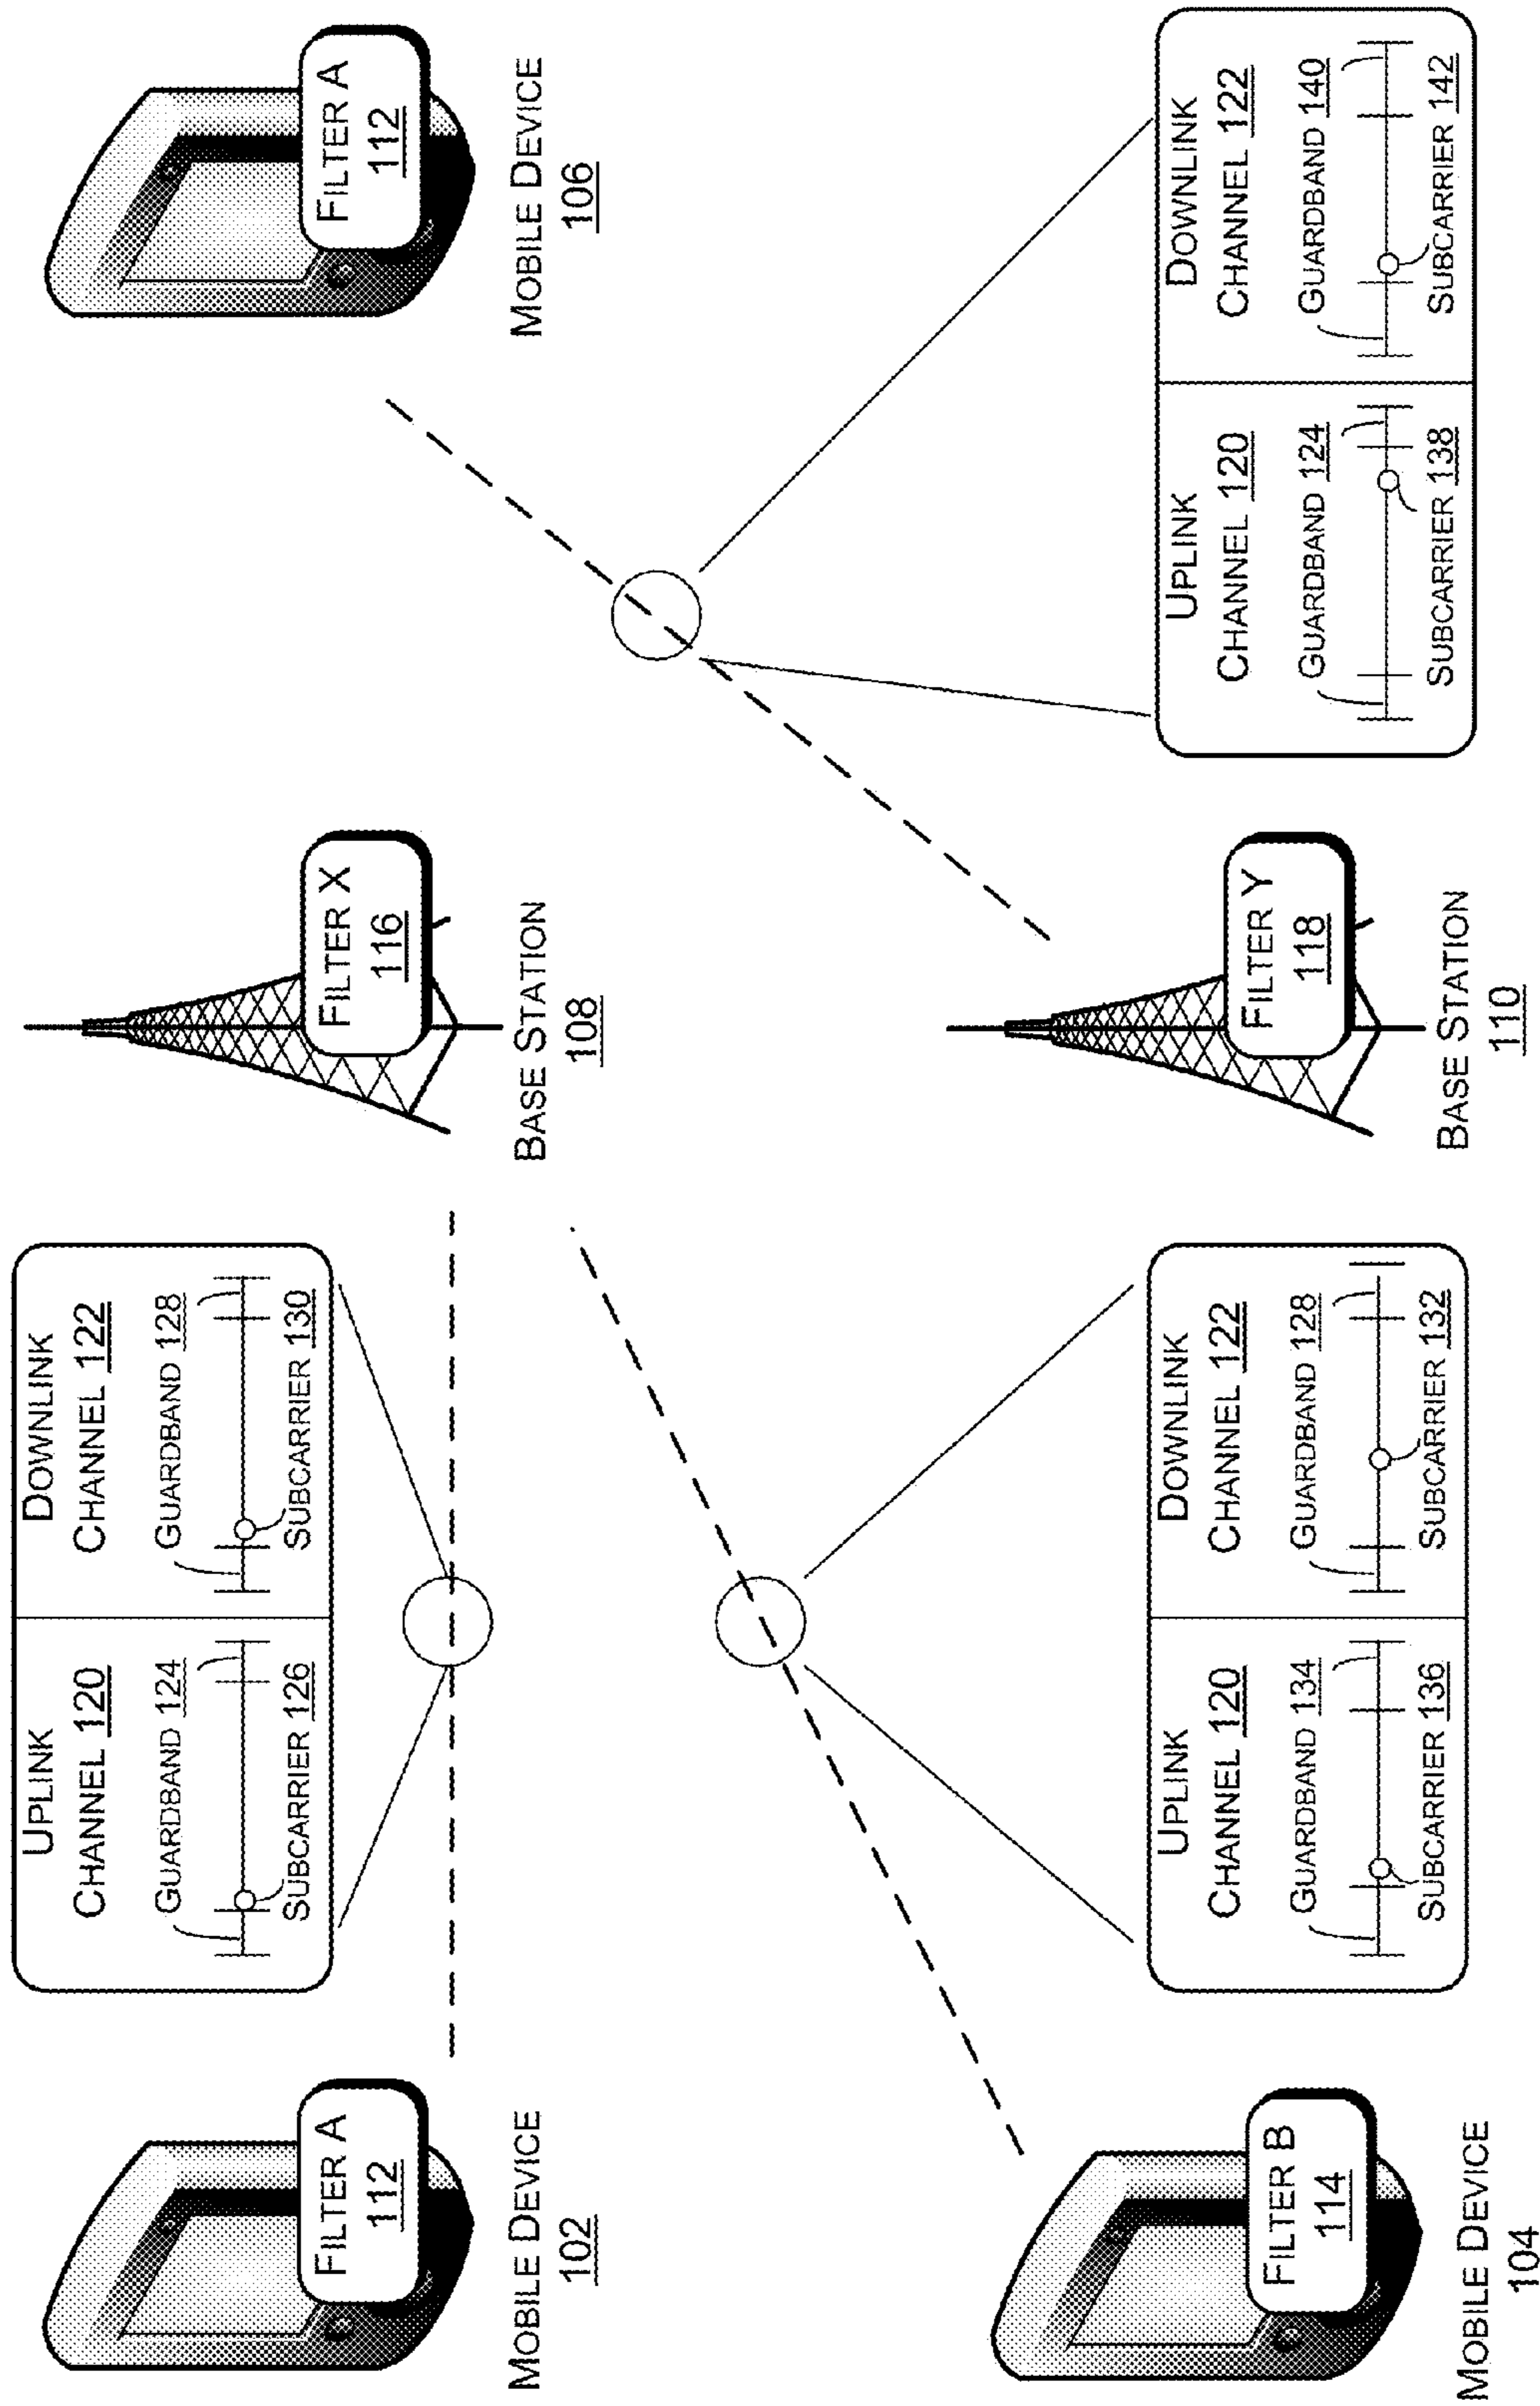 UPLINK
CHANNEL 120
GUARDBAND 124
SUBCARRIER 126
DOWNLINK
CHANNEL 122
GUARDBAND 128
SUBCARRIER 130
FILTER A
112
MOBILE DEVICE
102
FILTER X
116
BASE STATION
108
FILTER A
112
MOBILE DEVICE
106
UPLINK
CHANNEL 120
GUARDBAND 134
SUBCARRIER 136
DOWNLINK
CHANNEL 122
GUARDBAND 128
SUBCARRIER 132
FILTER B
114
MOBILE DEVICE
104
FILTER Y
118
BASE STATION
110
UPLINK
CHANNEL 120
GUARDBAND 124
SUBCARRIER 138
DOWNLINK
CHANNEL 122
GUARDBAND 140
SUBCARRIER 142